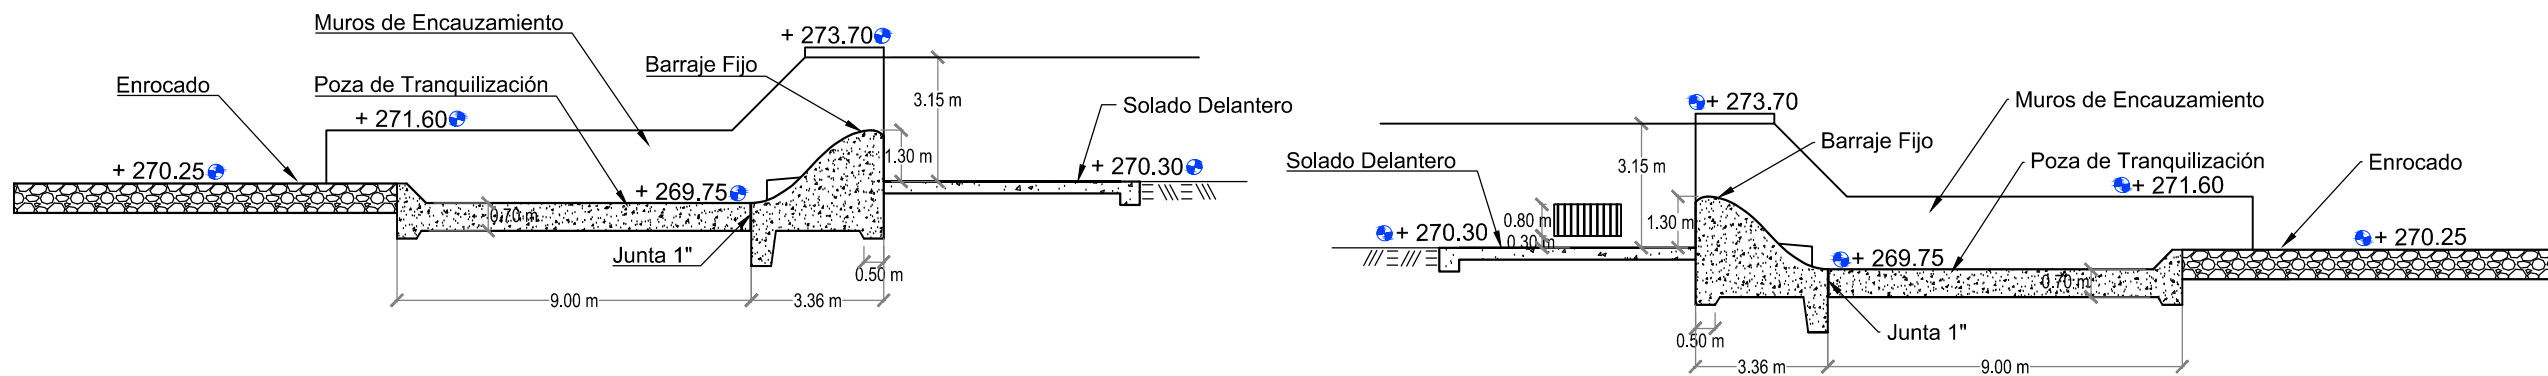 Muros de Encauzamiento
+ 273.70
Barraje Fijo
Enrocado
Poza de Tranquilización
3.15 m
Solado Delantero
+ 271.60
1.30 m
+ 270.25
+ 269.75
+ 270.30
0.70 m
Junta 1"
0.50 m
9.00 m
3.36 m
+ 273.70
Muros de Encauzamiento
Barraje Fijo
Solado Delantero
3.15 m
Poza de Tranquilización
Enrocado
+ 271.60
0.80 m
1.30 m
+ 270.30
0.30 m
+ 270.25
+ 269.75
0.70 m
0.50 m
Junta 1"
3.36 m
9.00 m